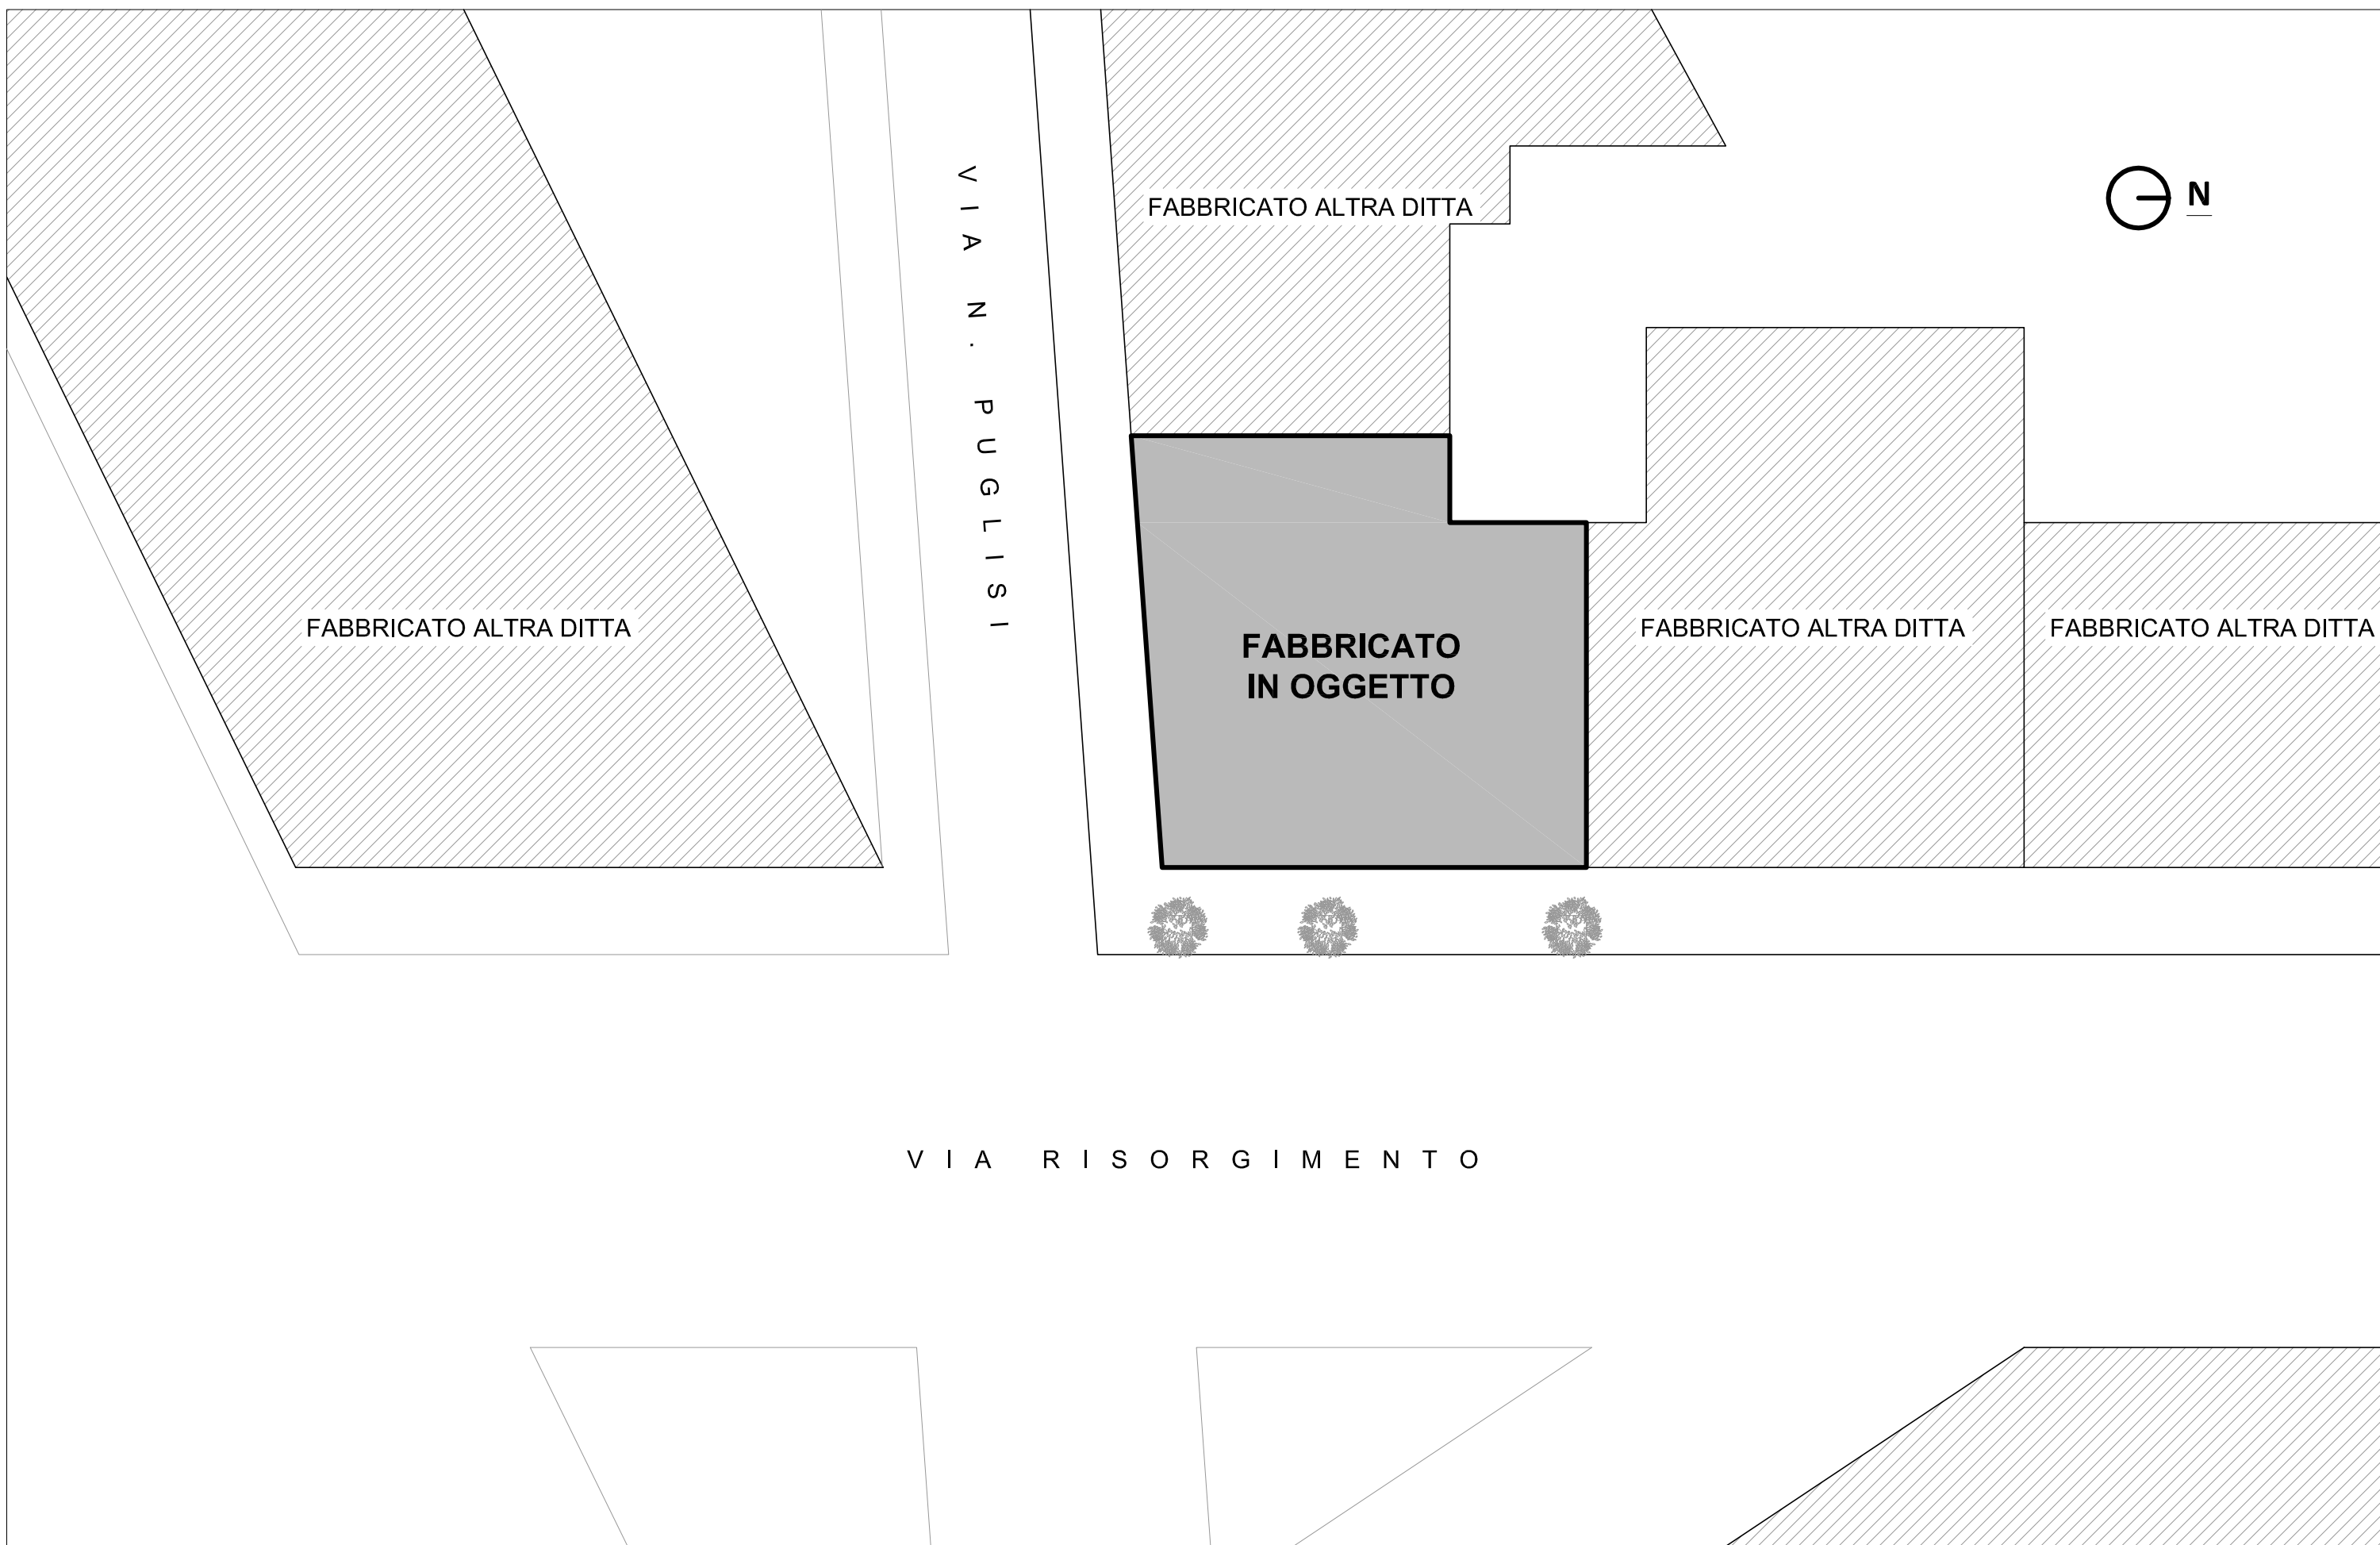 FABBRICATO ALTRA DITTA
N
VIA N. PUGLISI
FABBRICATO ALTRA DITTA
FABBRICATO
IN OGGETTO
FABBRICATO ALTRA DITTA
FABBRICATO ALTRA DITTA
VIA RISORGIMENTO